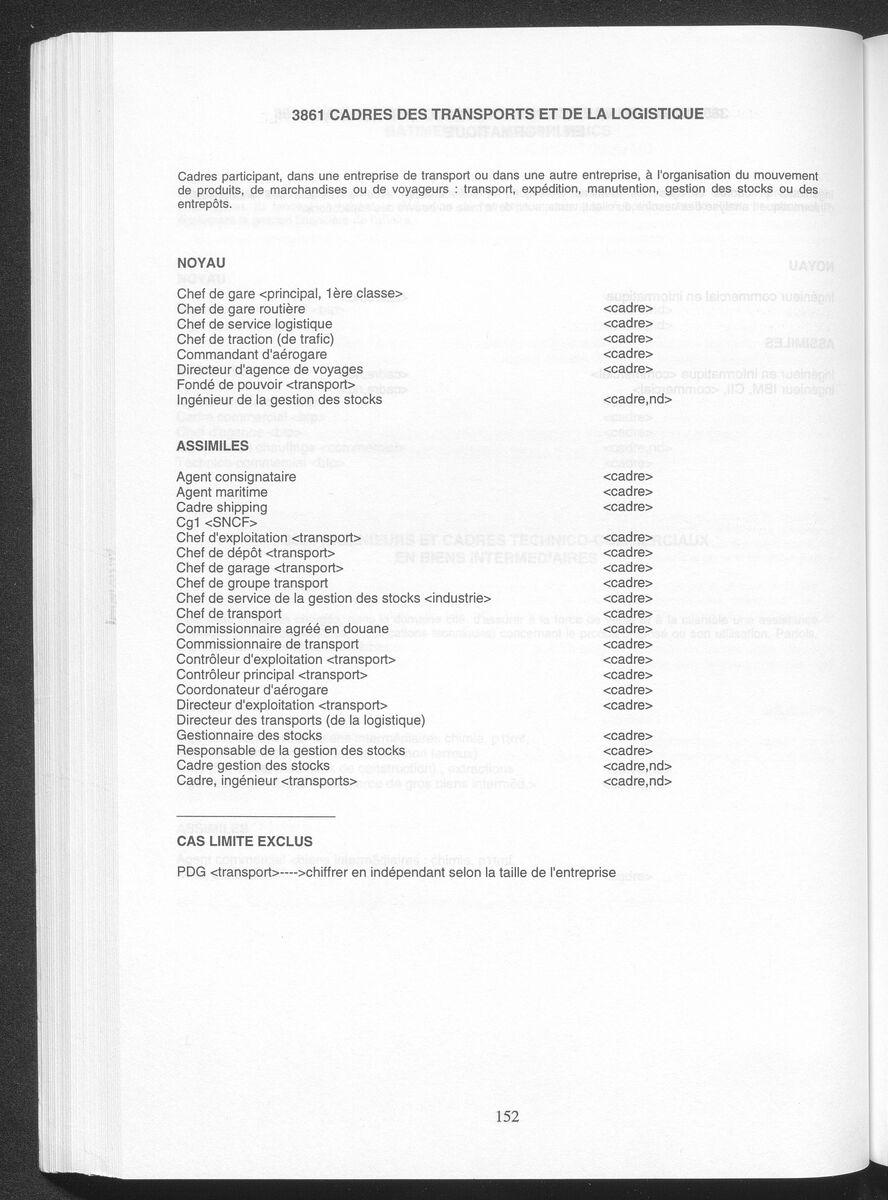 3861 CADRES DES TRANSPORTS ET DE LA LOGISTIQUE
Cadres participant, dans une entreprise de transport ou dans une autre entreprise, à l'organisation du mouvement
de produits, de marchandises ou de voyageurs : transport, expédition, manutention, gestion des stocks ou des
entrepôts.
NOYAU
Chef de gare <principal, 1ère classe>
Chef de gare routière <cadre>
Chef de service logistique <cadre>
Chef de traction (de trafic) <cadre>
Commandant d'aérogare <cadre>
Directeur d'agence de voyages <cadre>
Fondé de pouvoir <transport>
Ingénieur de la gestion des stocks <cadre,nd>
ASSIMILES
Agent consignataire <cadre>
Agent maritime <cadre>
Cadre shipping <cadre>
Cg1 <SNCF>
Chef d'exploitation <transport> <cadre>
Chef de dépôt <transport> <cadre>
Chef de garage <transport> <cadre>
Chef de groupe transport <cadre>
Chef de service de la gestion des stocks <industrie> <cadre>
Chef de transport <cadre>
Commissionnaire agréé en douane <cadre>
Commissionnaire de transport <cadre>
Contrôleur d'exploitation <transport> <cadre>
Contrôleur principal <transport> <cadre>
Coordonateur d'aérogare <cadre>
Directeur d'exploitation <transport> <cadre>
Directeur des transports (de la logistique)
Gestionnaire des stocks <cadre>
Responsable de la gestion des stocks <cadre>
Cadre gestion des stocks <cadre,nd>
Cadre, ingénieur <transports> <cadre,nd>
CAS LIMITE EXCLUS
PDG <transport>---->chiffrer en indépendant selon la taille de l'entreprise
152